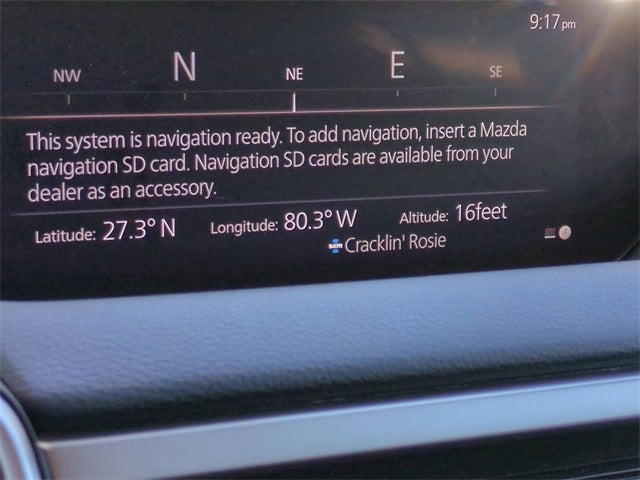 9:17pm
NW N NE E SE
This system is navigation ready. To add navigation, insert a Mazda
navigation SD card. Navigation SD cards are available from your
dealer as an accessory.
Latitude: 27.3° N Longitude: 80.3° W Altitude: 16feet
sxm Cracklin' Rosie